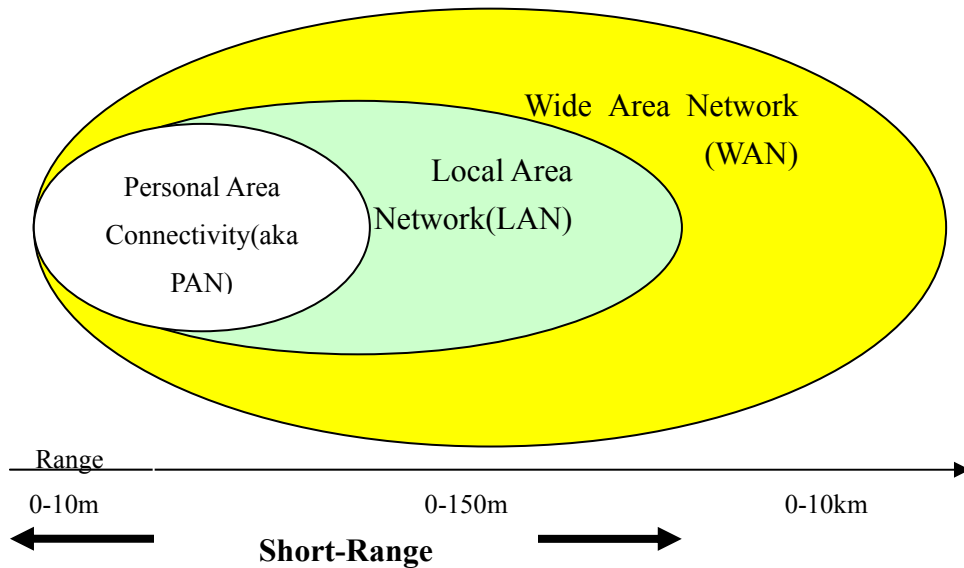 Wide Area Network
(WAN)
Local Area
Network(LAN)
Personal Area
Connectivity(aka
PAN)
Range
0-10m
0-150m
0-10km
Short-Range